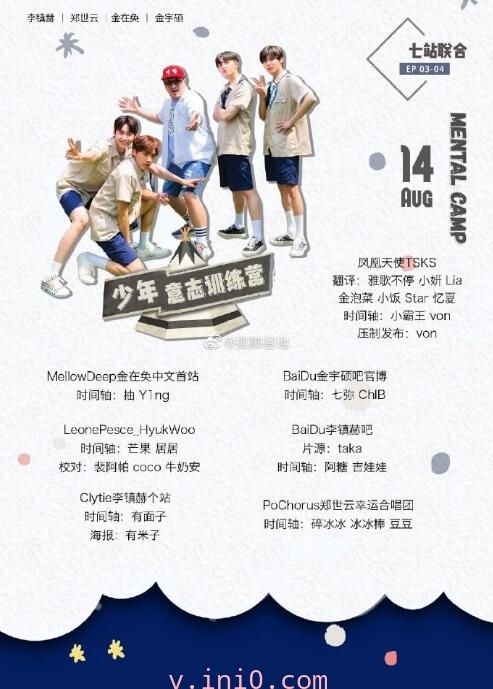 李镇赫 | 郑世云 | 金在奂 | 金宇硕
七站联合
EP 03-04
MENTAL CAMP
14
AUG
少年意志训练营
凤凰天使TSKS
翻译：雅歌不停 小妍 Lia
金泡菜 小饭 Star 忆夏
时间轴：小霸王 von
压制发布：von
MellowDeep金在奂中文首站
时间轴：抽 Y1ng
BaiDu金宇硕吧官博
时间轴：七弥 ChlB
LeonePesce_HyukWoo
时间轴：芒果 居居
校对：裴阿帕 coco 牛奶安
BaiDu李镇赫吧
片源：taka
时间轴：阿糖 吉娃娃
Clytie李镇赫个站
时间轴：有面子
海报：有米子
PoChorus郑世云幸运合唱团
时间轴：碎冰冰 冰冰棒 豆豆
v.ini0.com